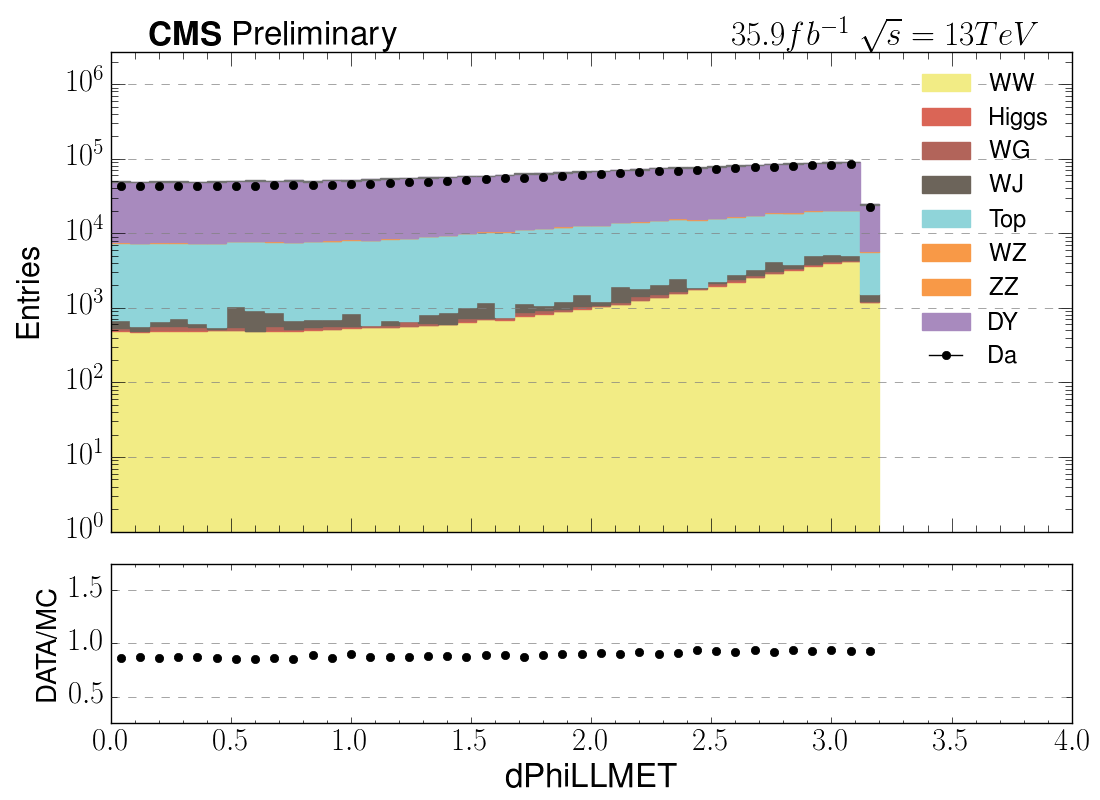 CMS Preliminary 35.9fb⁻¹ √s = 13TeV
10⁶
10⁵
10⁴
10³
10²
10¹
10⁰
Entries
WW
Higgs
WG
WJ
Top
WZ
ZZ
DY
Da
1.5
1.0
0.5
DATA/MC
0.0 0.5 1.0 1.5 2.0 2.5 3.0 3.5 4.0
dPhiLLMET